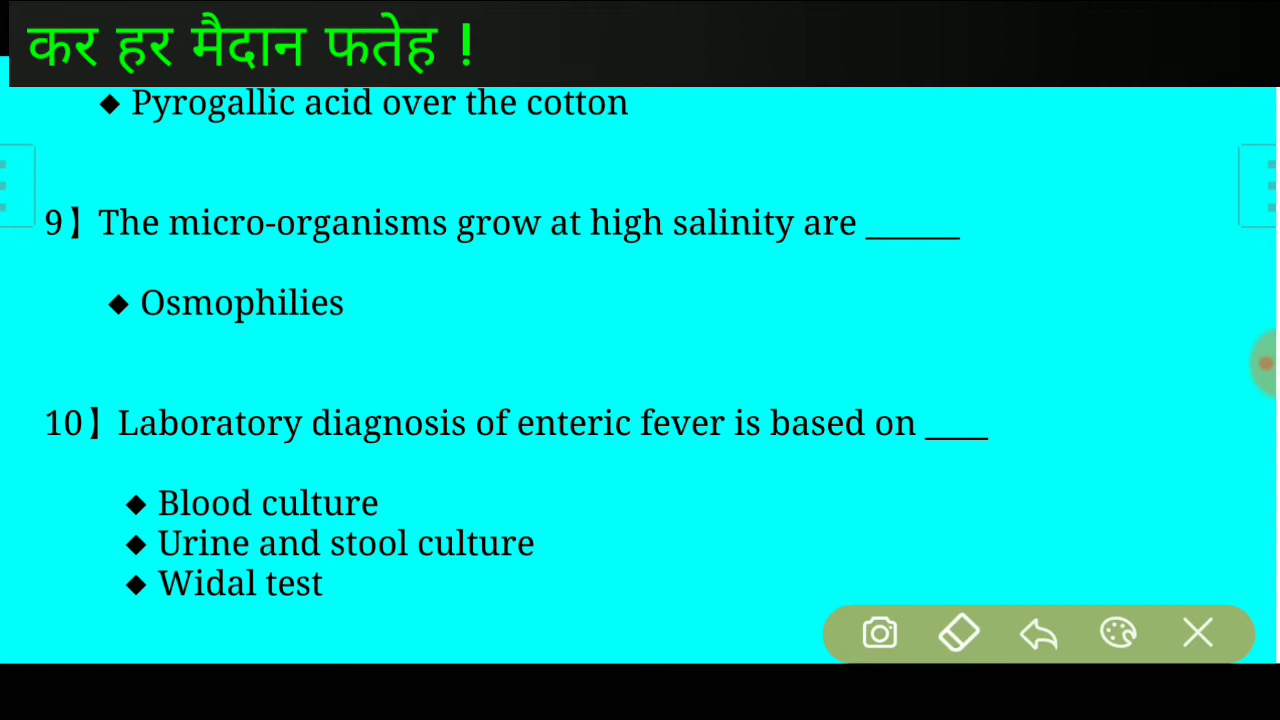 कर हर मैदान फतेह !
◆ Pyrogallic acid over the cotton
9】The micro-organisms grow at high salinity are ______
◆ Osmophilies
10】Laboratory diagnosis of enteric fever is based on ____
◆ Blood culture
◆ Urine and stool culture
◆ Widal test